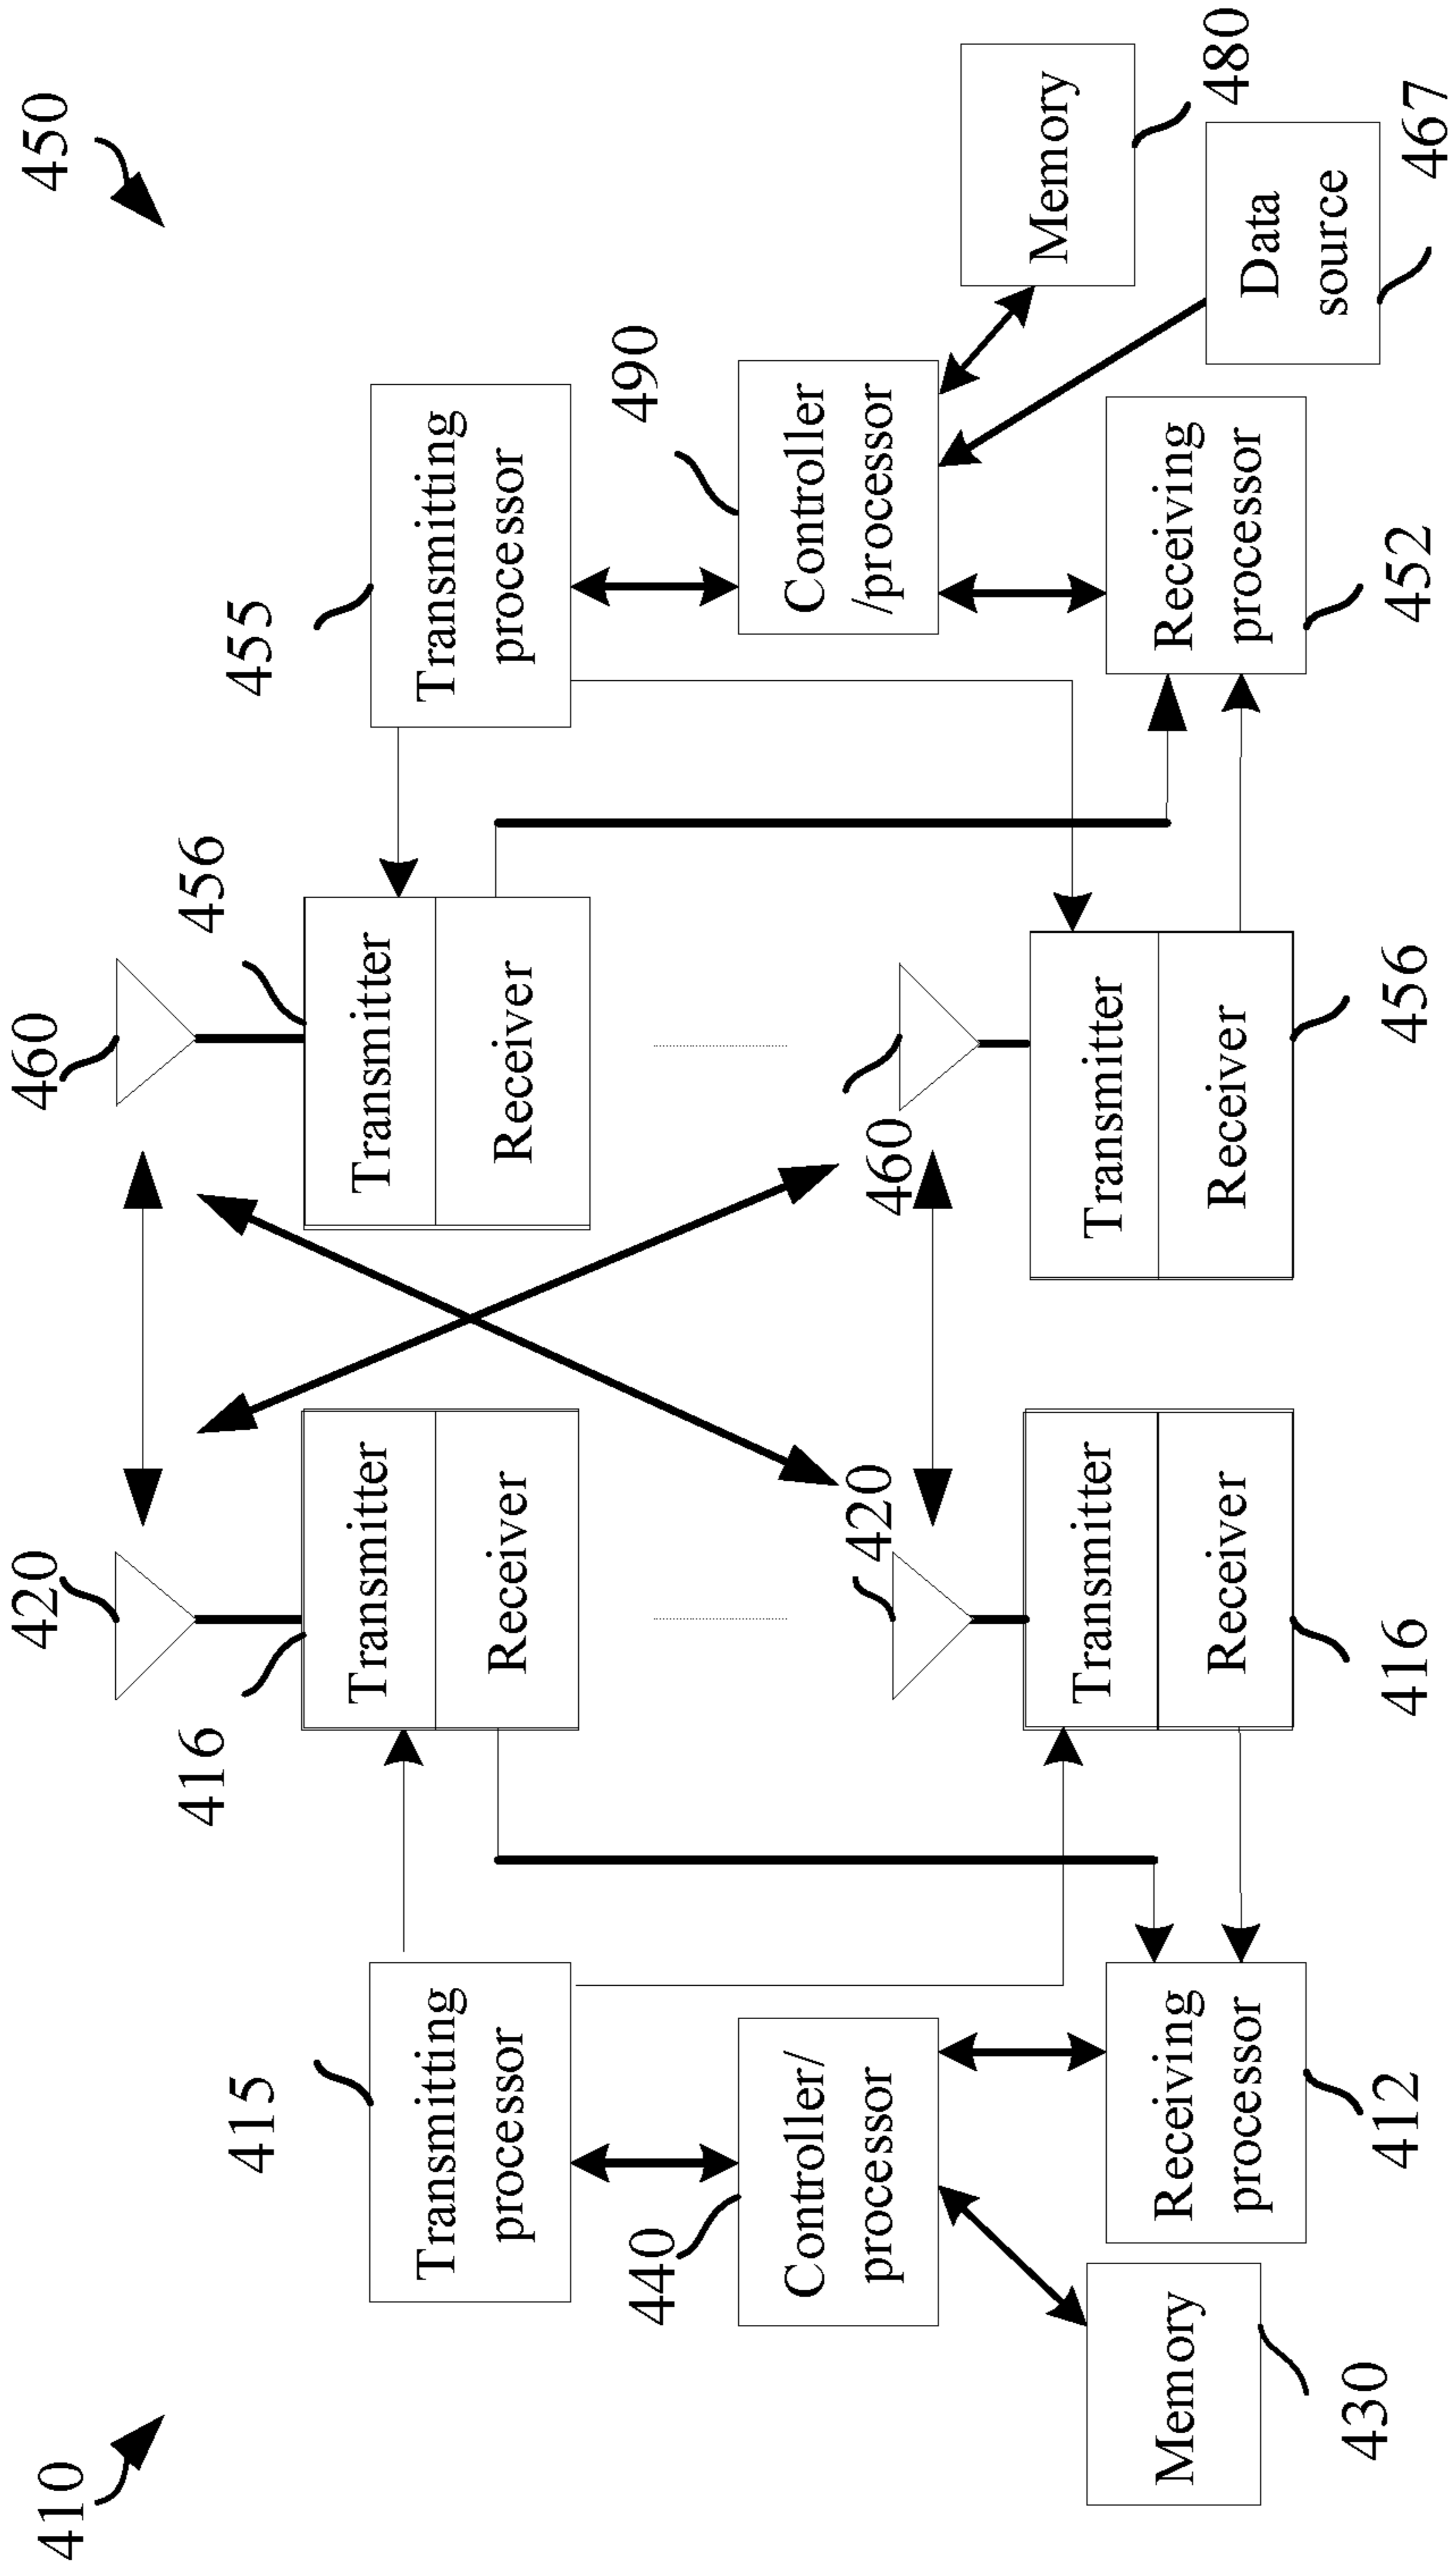 410
450
420
460
416
456
415
455
Transmitting
processor
Transmitter
Receiver
Transmitter
Receiver
Transmitting
processor
440
490
Controller/
processor
Controller
/processor
420
460
Memory
480
Memory
430
Receiving
processor
412
Transmitter
Receiver
416
Transmitter
Receiver
456
Receiving
processor
452
Data
source
467